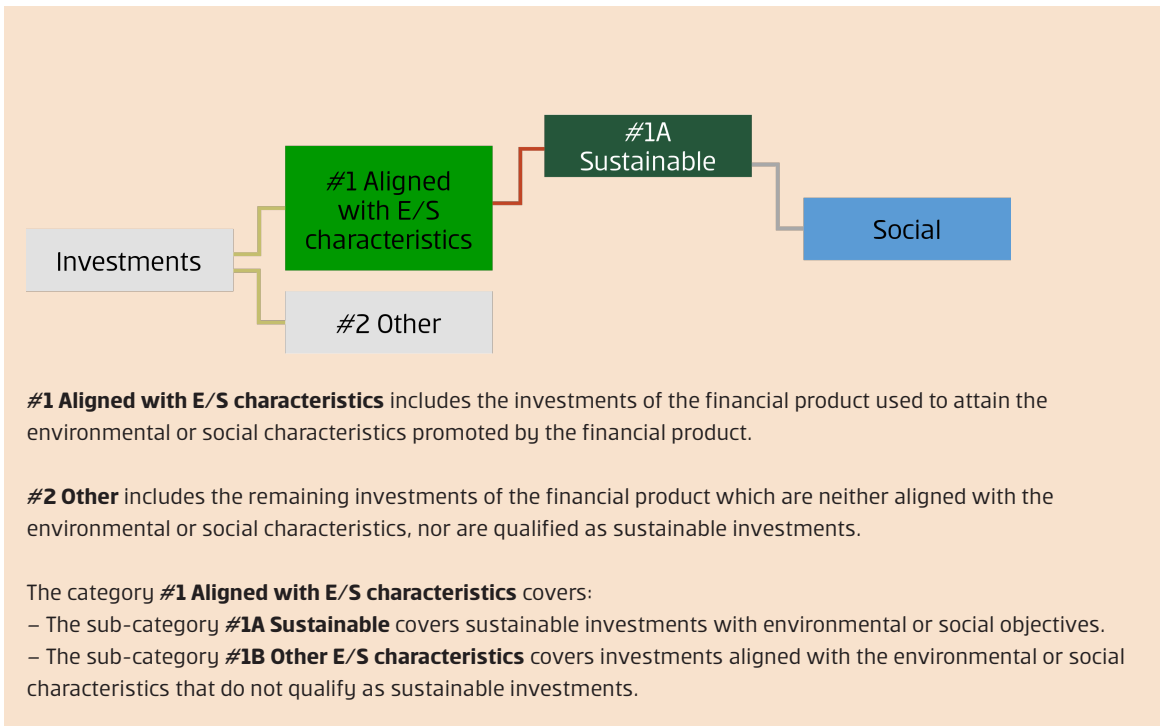 #1A
Sustainable
#1 Aligned
with E/S
characteristics
Social
Investments
#2 Other
#1 Aligned with E/S characteristics includes the investments of the financial product used to attain the
environmental or social characteristics promoted by the financial product.
#2 Other includes the remaining investments of the financial product which are neither aligned with the
environmental or social characteristics, nor are qualified as sustainable investments.
The category #1 Aligned with E/S characteristics covers:
– The sub-category #1A Sustainable covers sustainable investments with environmental or social objectives.
– The sub-category #1B Other E/S characteristics covers investments aligned with the environmental or social
characteristics that do not qualify as sustainable investments.